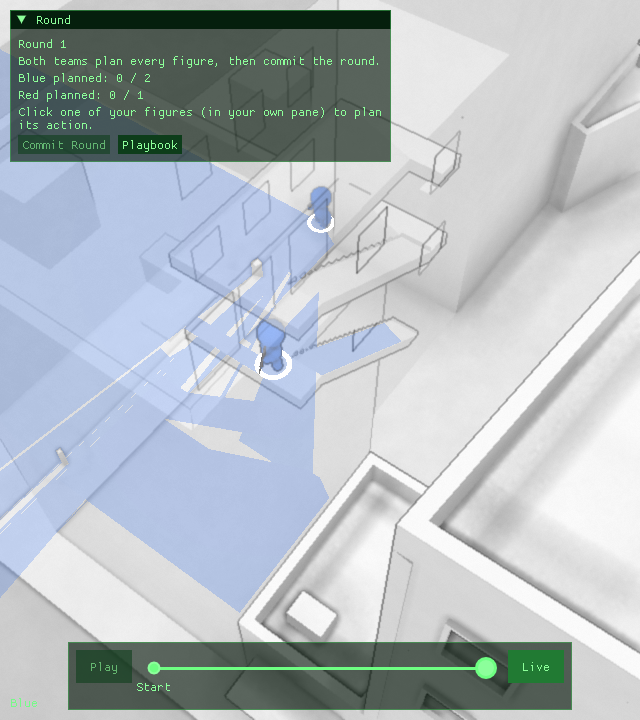 Round
Round 1
Both teams plan every figure, then commit the round.
Blue planned: 0 / 2
Red planned: 0 / 1
Click one of your figures (in your own pane) to plan
its action.
Commit Round
Playbook
Play
Start
Live